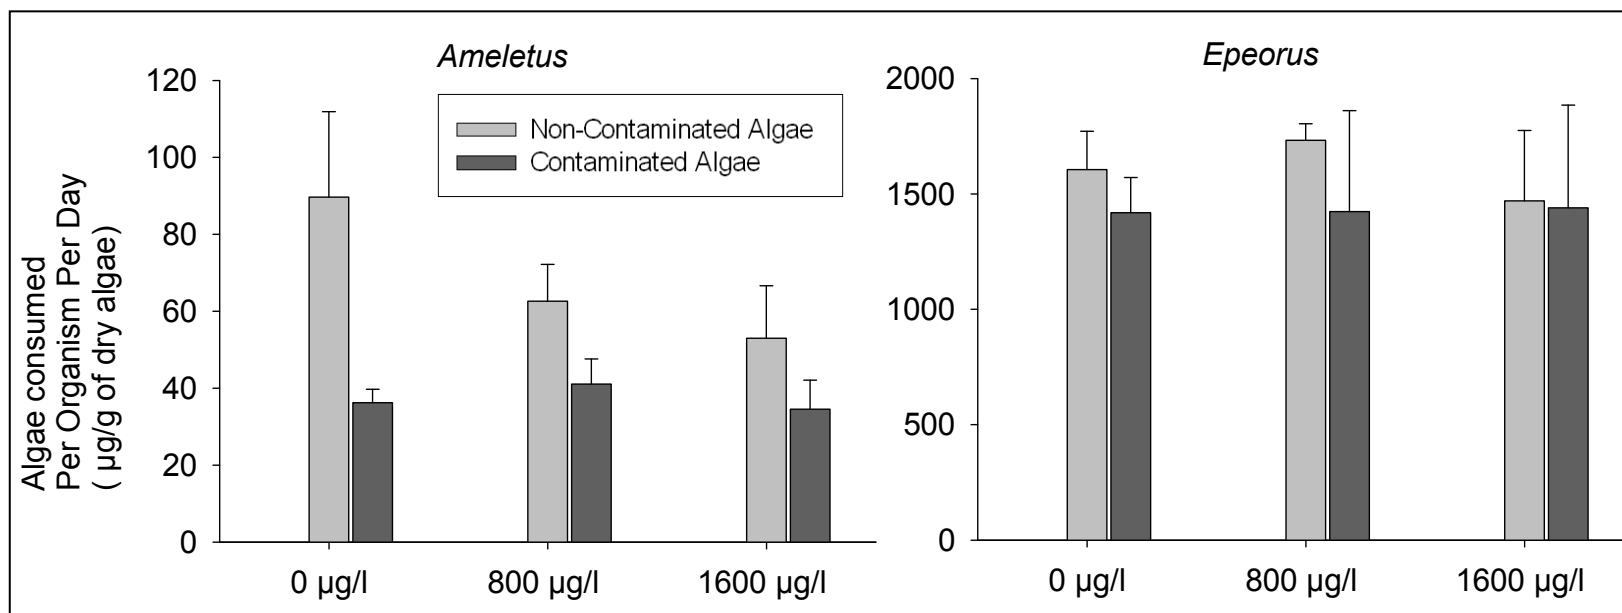 Ameletus
Non-Contaminated Algae
Contaminated Algae
Algae consumed
Per Organism Per Day
( µg/g of dry algae)
120
100
80
60
40
20
0
0 µg/l
800 µg/l
1600 µg/l
Epeorus
2000
1500
1000
500
0
0 µg/l
800 µg/l
1600 µg/l